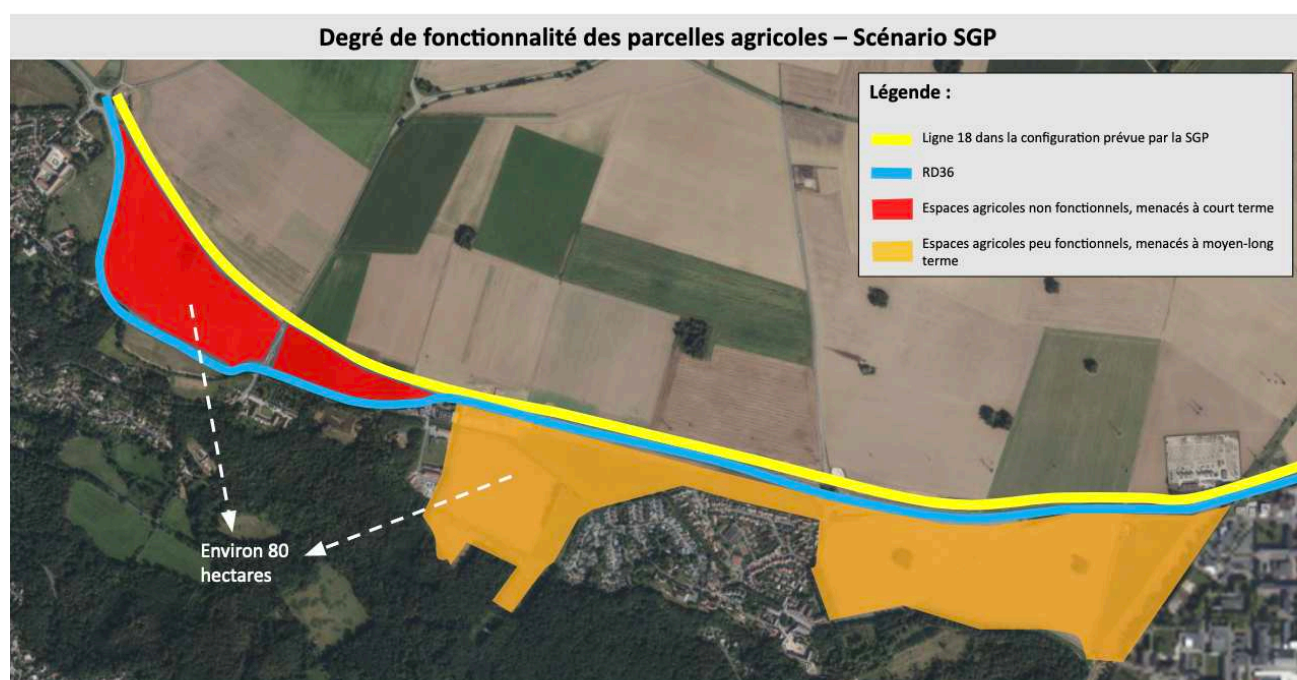 Degré de fonctionnalité des parcelles agricoles – Scénario SGP
Légende :
Ligne 18 dans la configuration prévue par la SGP
RD36
Espaces agricoles non fonctionnels, menacés à court terme
Espaces agricoles peu fonctionnels, menacés à moyen-long
terme
Environ 80
hectares